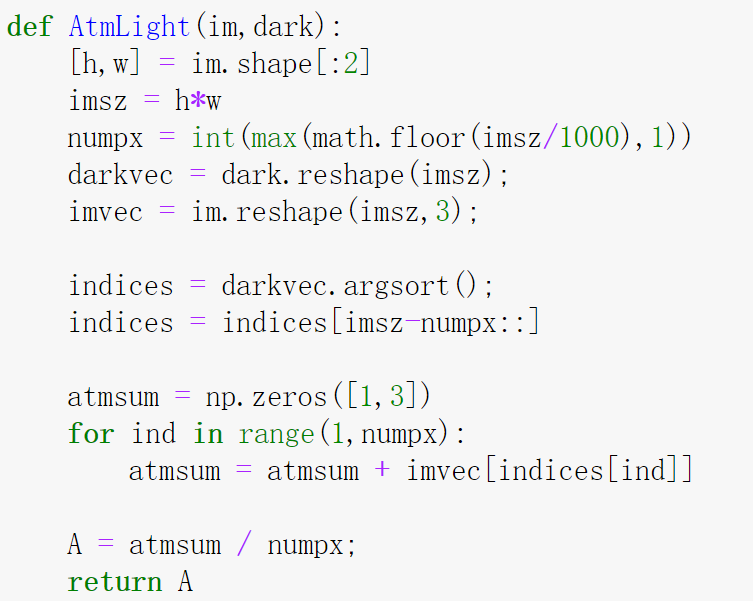 def AtmLight(im,dark):
    [h,w] = im.shape[:2]
    imsz = h*w
    numpx = int(max(math.floor(imsz/1000),1))
    darkvec = dark.reshape(imsz);
    imvec = im.reshape(imsz,3);

    indices = darkvec.argsort();
    indices = indices[imsz-numpx::]

    atmsum = np.zeros([1,3])
    for ind in range(1,numpx):
        atmsum = atmsum + imvec[indices[ind]]

    A = atmsum / numpx;
    return A